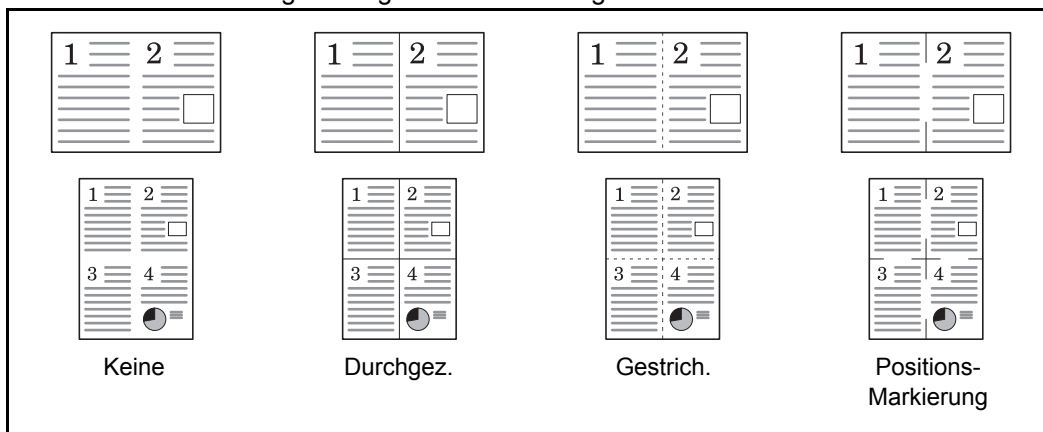 1 2 1 2 1 2 1 2
1 2 1 2 1 2 1 2
3 4 3 4 3 4 3 4
Keine Durchgez. Gestrich. Positions-
Markierung